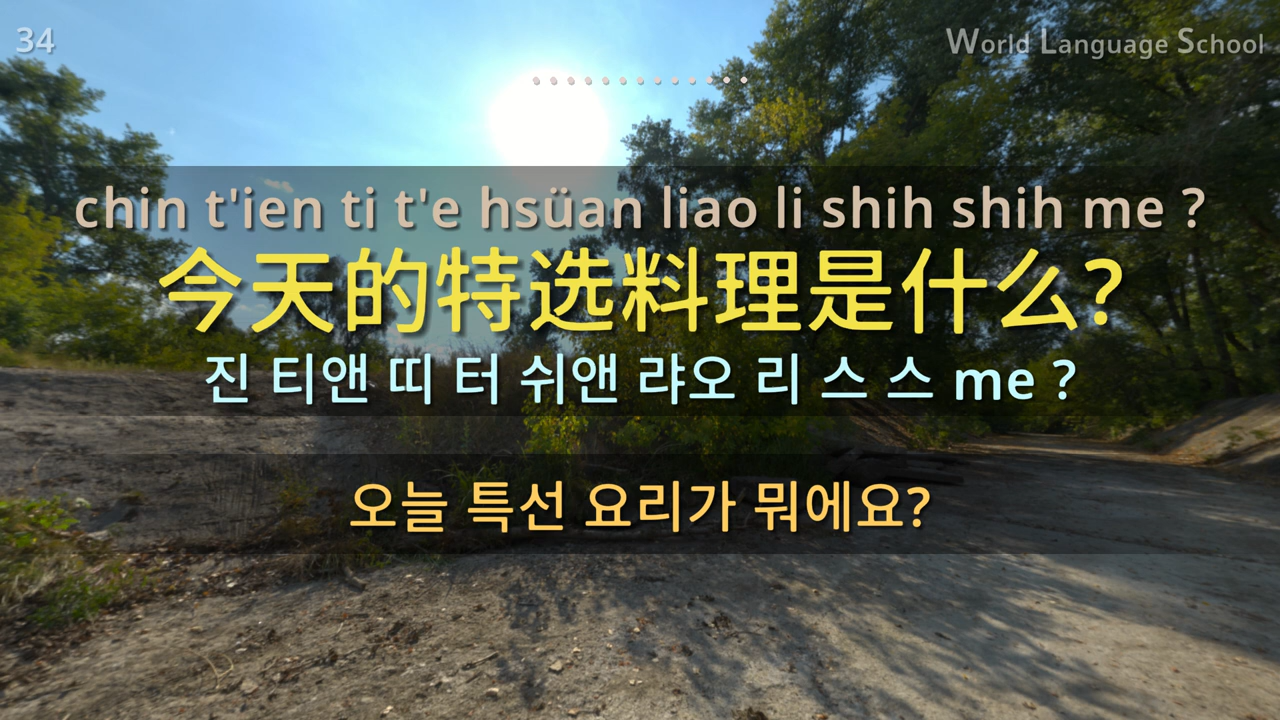 34
World Language School
chin t'ien ti t'e hsüan liao li shih shih me ?
今天的特选料理是什么?
진 티앤 띠 터 쉬앤 랴오 리 스 스 me ?
오늘 특선 요리가 뭐에요?